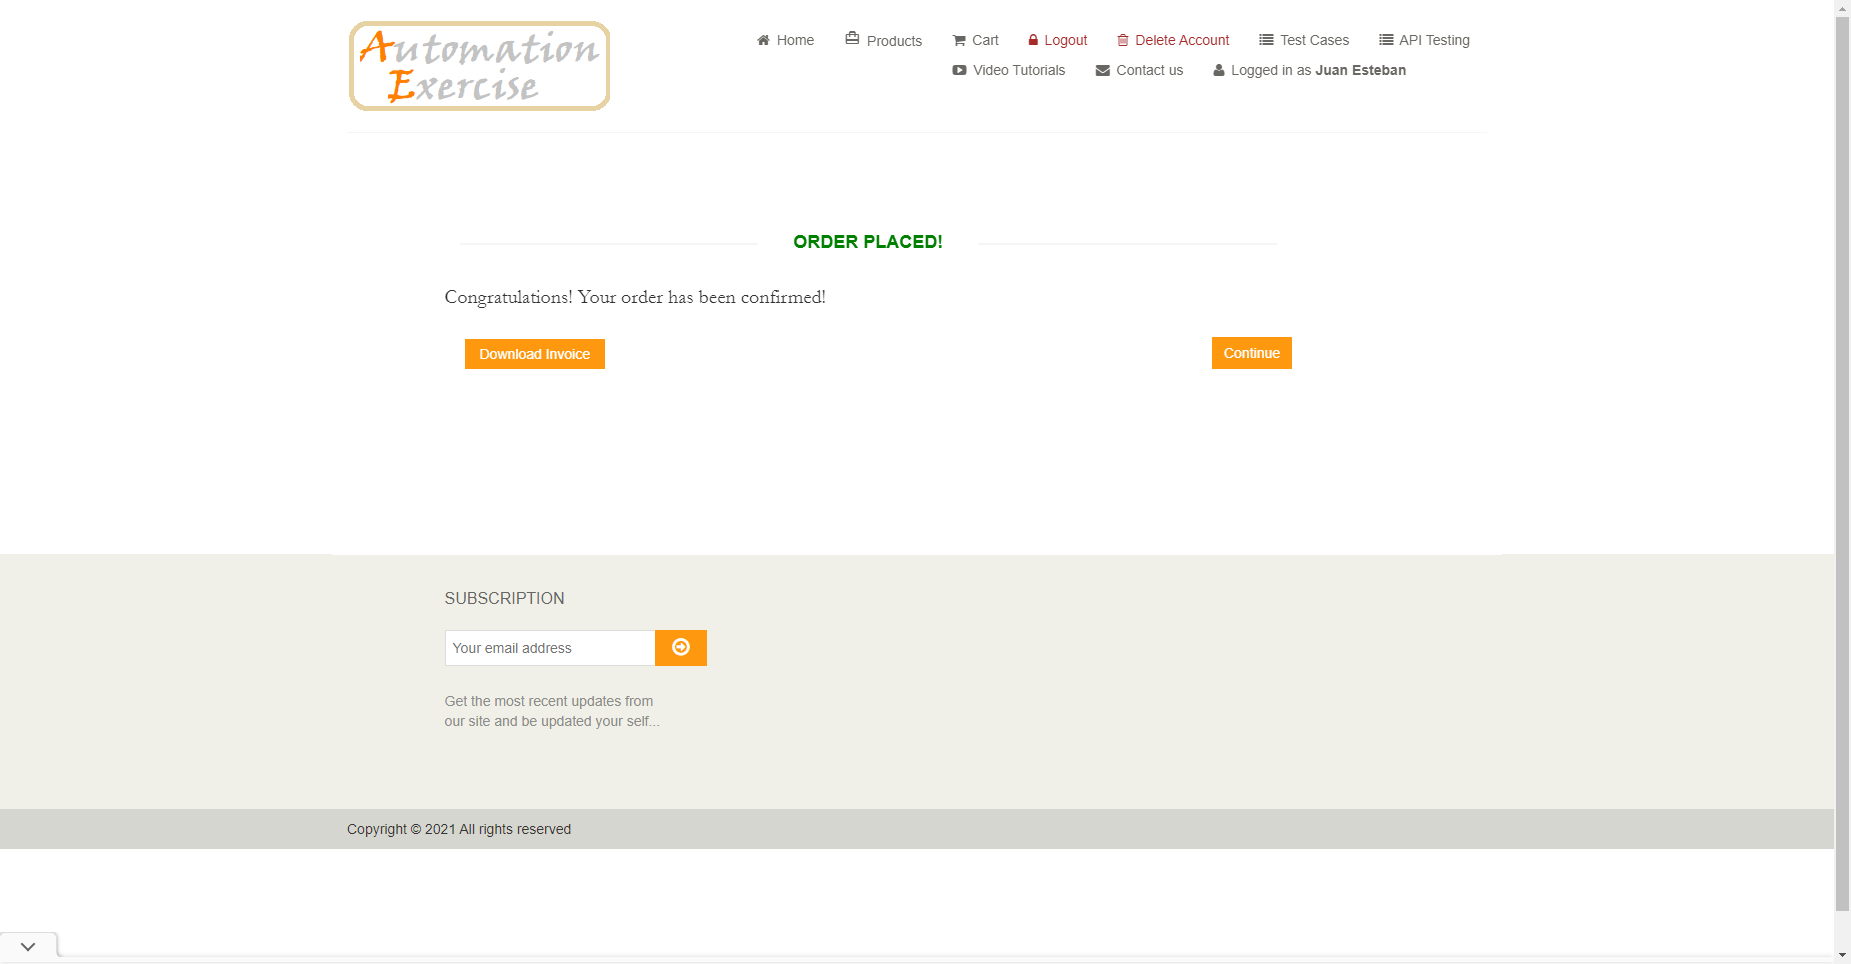 Automation
Exercise
Home Products Cart Logout Delete Account Test Cases API Testing
Video Tutorials Contact us Logged in as Juan Esteban
ORDER PLACED!
Congratulations! Your order has been confirmed!
Download Invoice Continue
SUBSCRIPTION
Your email address
Get the most recent updates from
our site and be updated your self...
Copyright © 2021 All rights reserved